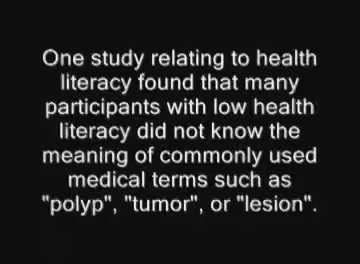 One study relating to health
literacy found that many
participants with low health
literacy did not know the
meaning of commonly used
medical terms such as
"polyp", "tumor", or "lesion".